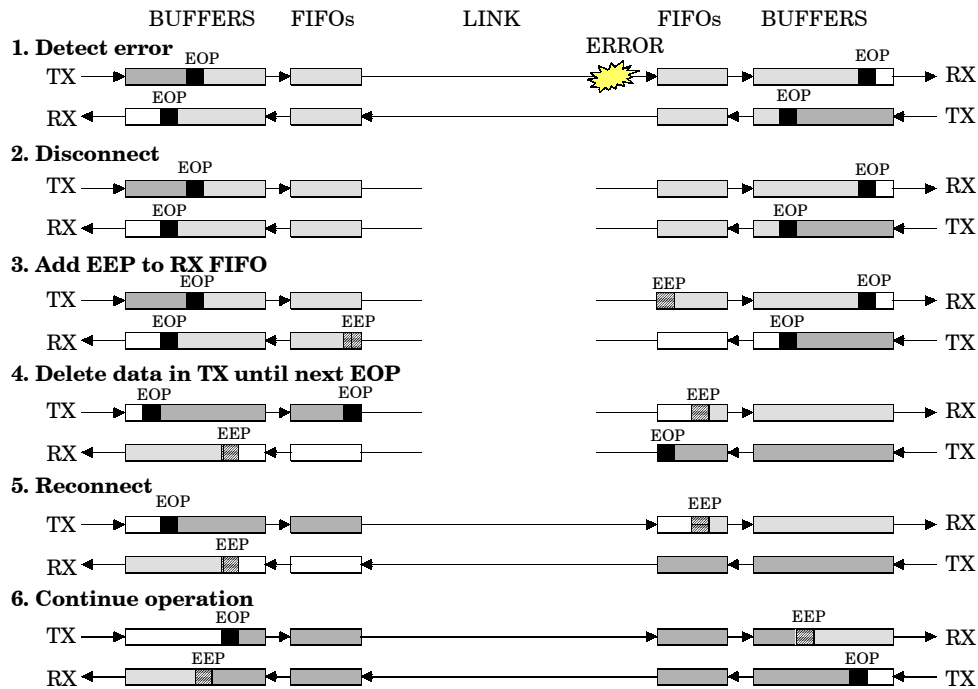 BUFFERS FIFOs LINK FIFOs BUFFERS
1. Detect error
ERROR
EOP EOP
TX RX
EOP EOP
RX TX
2. Disconnect
EOP EOP
TX RX
EOP EOP
RX TX
3. Add EEP to RX FIFO
EOP EEP EOP
TX RX
EOP EEP EOP
RX TX
4. Delete data in TX until next EOP
EOP EOP EEP
TX RX
EEP EOP
RX TX
5. Reconnect
EOP EEP
TX RX
EEP
RX TX
6. Continue operation
EOP EEP
TX RX
EEP EOP
RX TX